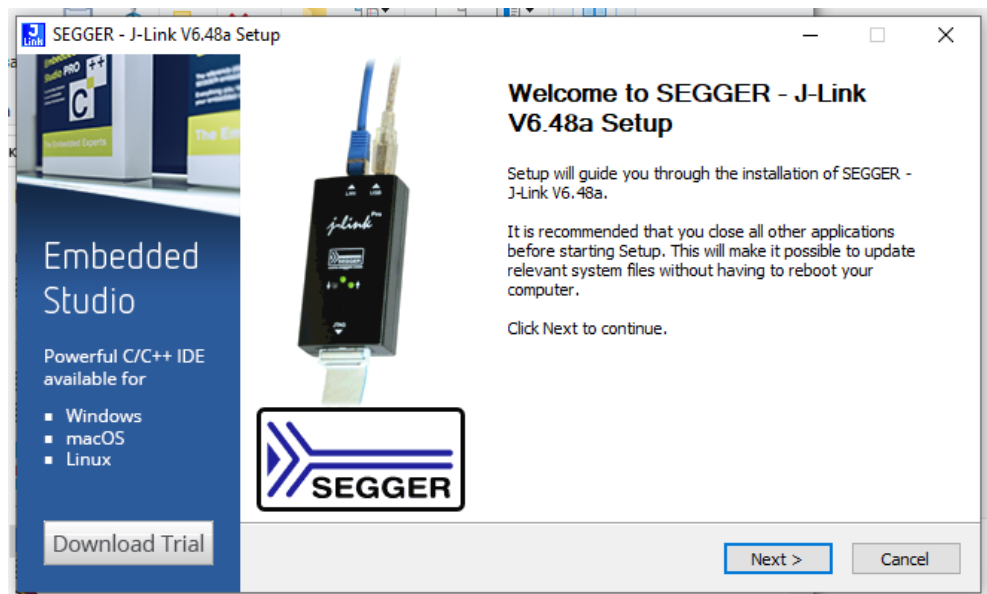 SEGGER - J-Link V6.48a Setup
Welcome to SEGGER - J-Link
V6.48a Setup
Setup will guide you through the installation of SEGGER -
J-Link V6.48a.
It is recommended that you close all other applications
before starting Setup. This will make it possible to update
relevant system files without having to reboot your
computer.
Click Next to continue.
Embedded
Studio
Powerful C/C++ IDE
available for
Windows
macOS
Linux
Download Trial
j-link Pro
SEGGER
Next >
Cancel